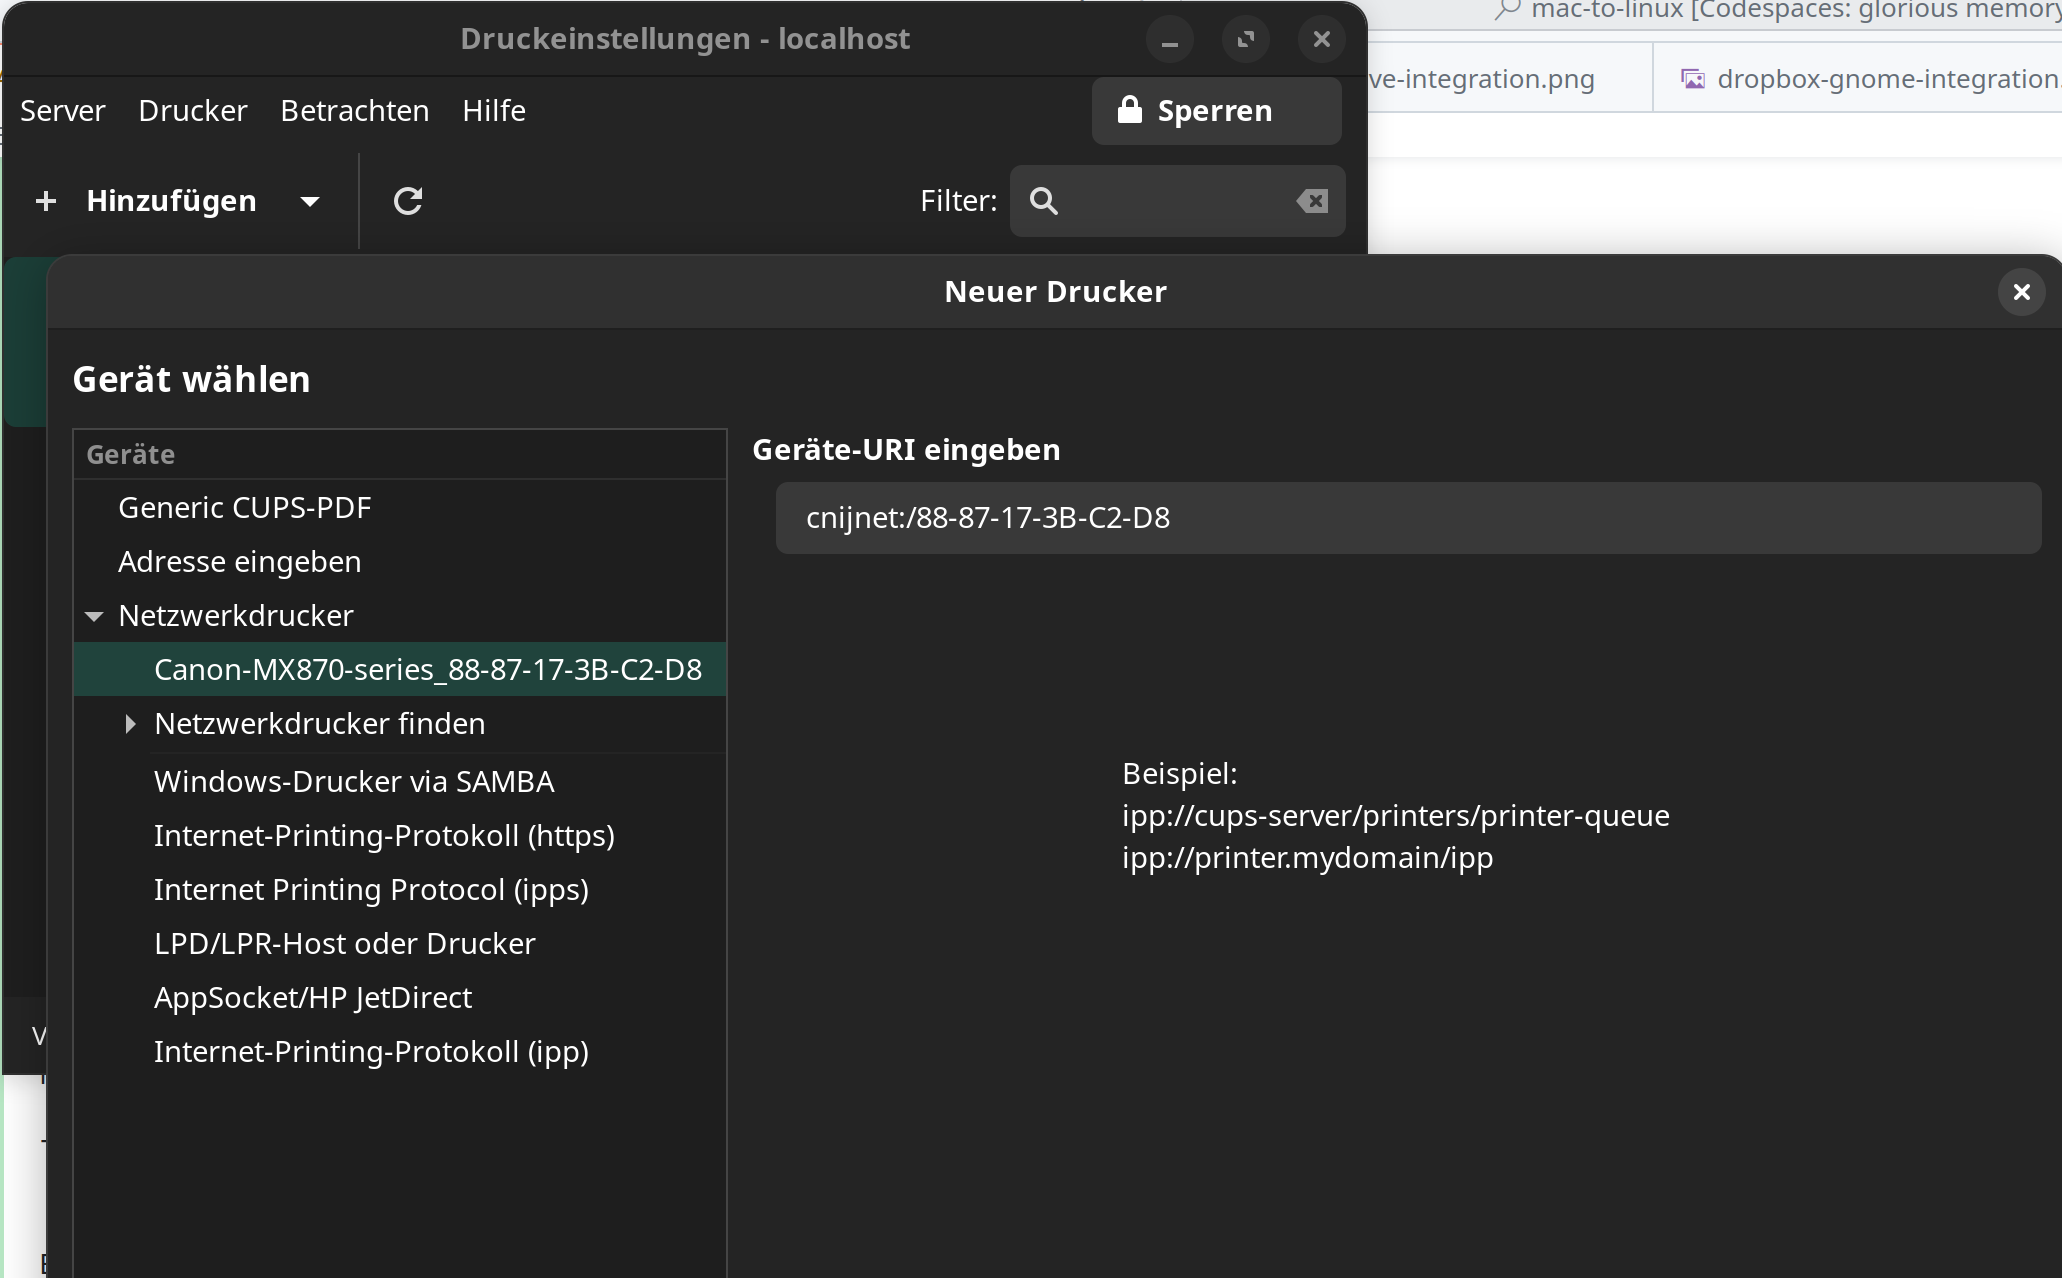 Druckeinstellungen - localhost
mac-to-linux [Codespaces: glorious memory
Server Drucker Betrachten Hilfe
Sperren
ve-integration.png
dropbox-gnome-integration.
Hinzufügen
Filter:
Neuer Drucker
Gerät wählen
Geräte
Generic CUPS-PDF
Adresse eingeben
Netzwerkdrucker
Canon-MX870-series_88-87-17-3B-C2-D8
Netzwerkdrucker finden
Windows-Drucker via SAMBA
Internet-Printing-Protokoll (https)
Internet Printing Protocol (ipps)
LPD/LPR-Host oder Drucker
AppSocket/HP JetDirect
Internet-Printing-Protokoll (ipp)
Geräte-URI eingeben
cnijnet:/88-87-17-3B-C2-D8
Beispiel:
ipp://cups-server/printers/printer-queue
ipp://printer.mydomain/ipp